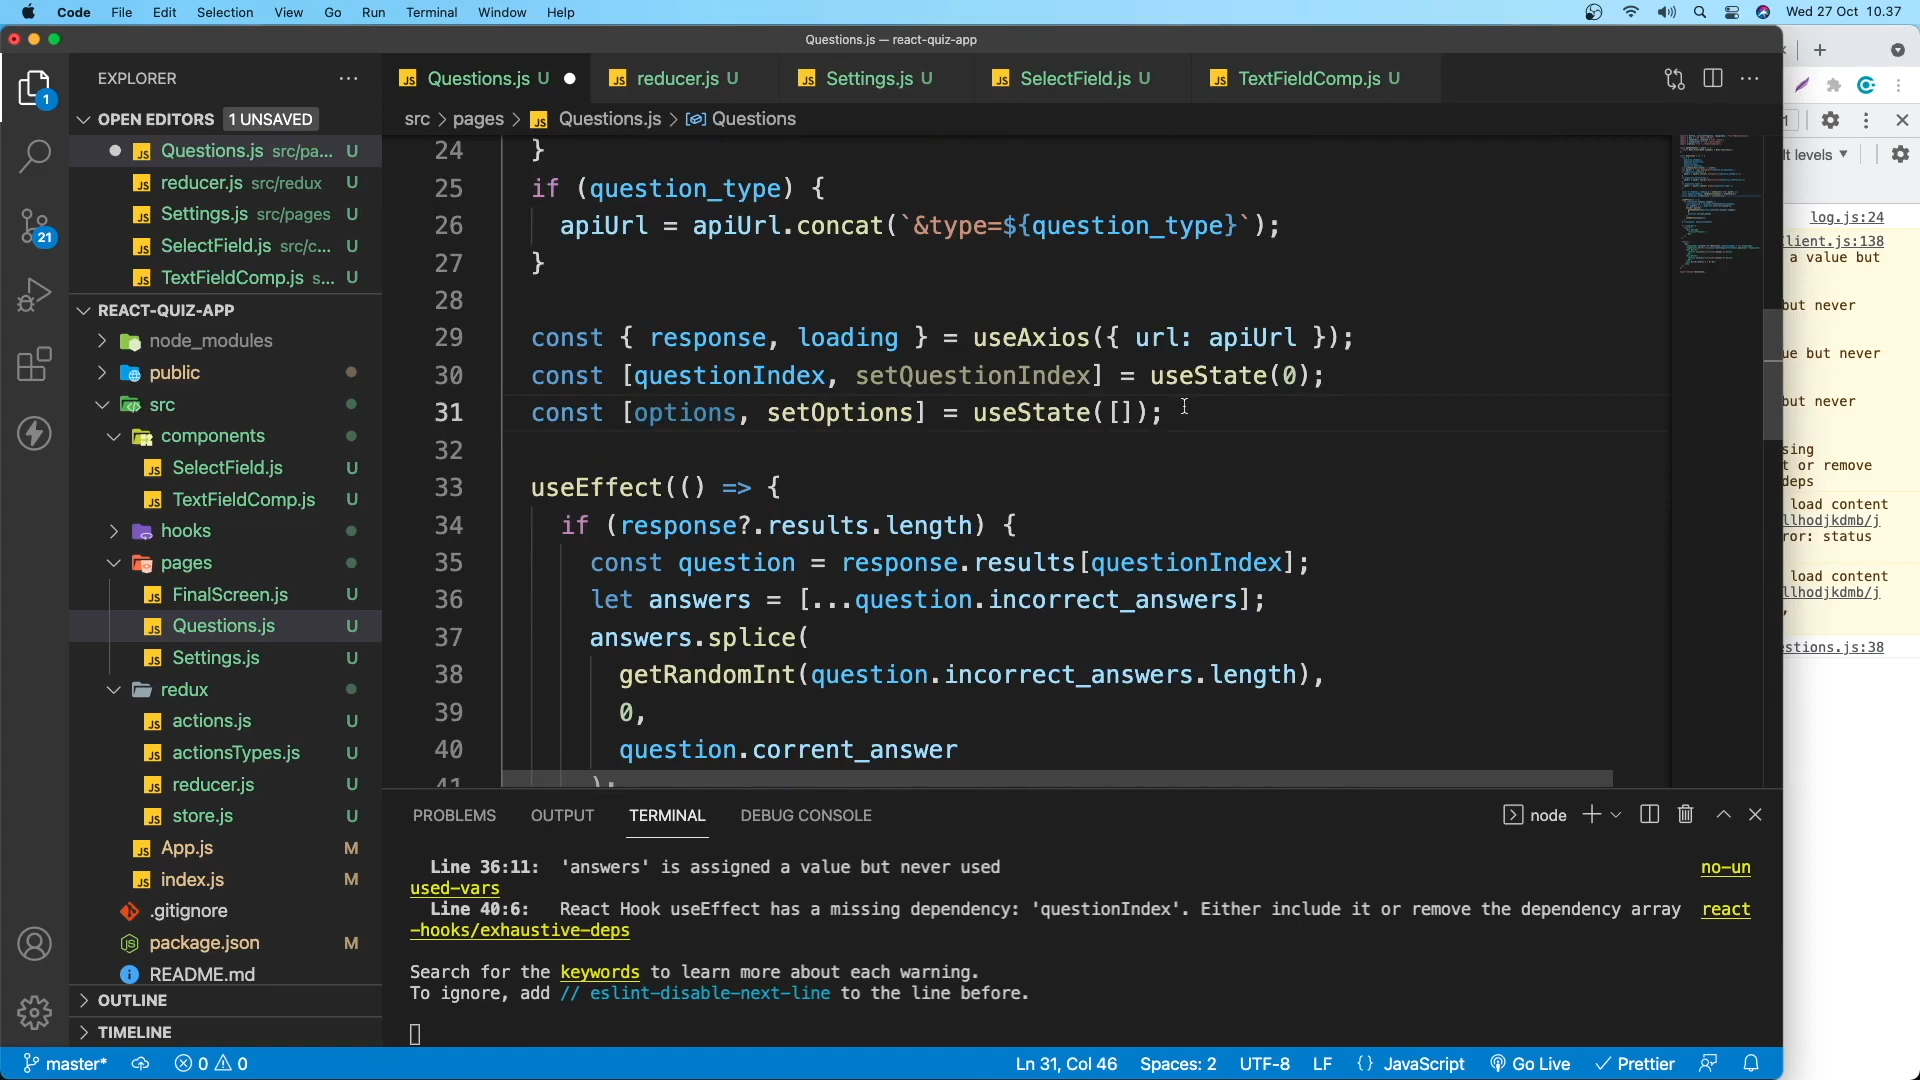 Code File Edit Selection View Go Run Terminal Window Help
Wed 27 Oct 10.37
Questions.js — react-quiz-app
EXPLORER
OPEN EDITORS 1 UNSAVED
Questions.js src/pa... U
reducer.js src/redux U
Settings.js src/pages U
SelectField.js src/c... U
TextFieldComp.js s... U
REACT-QUIZ-APP
node_modules
public
src
components
SelectField.js U
TextFieldComp.js U
hooks
pages
FinalScreen.js U
Questions.js U
Settings.js U
redux
actions.js U
actionsTypes.js U
reducer.js U
store.js U
App.js M
index.js M
.gitignore
package.json M
README.md
OUTLINE
TIMELINE
1
21
Questions.js U
reducer.js U
Settings.js U
SelectField.js U
TextFieldComp.js U
src > pages > Questions.js > Questions
24 }
25 if (question_type) {
26 apiUrl = apiUrl.concat(`&type=${question_type}`);
27 }
28
29 const { response, loading } = useAxios({ url: apiUrl });
30 const [questionIndex, setQuestionIndex] = useState(0);
31 const [options, setOptions] = useState([]);
32
33 useEffect(() => {
34 if (response?.results.length) {
35 const question = response.results[questionIndex];
36 let answers = [...question.incorrect_answers];
37 answers.splice(
38 getRandomInt(question.incorrect_answers.length),
39 0,
40 question.corrent_answer
41 );
PROBLEMS OUTPUT TERMINAL DEBUG CONSOLE
node
Line 36:11: 'answers' is assigned a value but never used no-un
used-vars
Line 40:6: React Hook useEffect has a missing dependency: 'questionIndex'. Either include it or remove the dependency array react
-hooks/exhaustive-deps
Search for the keywords to learn more about each warning.
To ignore, add // eslint-disable-next-line to the line before.
master* 0 0 Ln 31, Col 46 Spaces: 2 UTF-8 LF {} JavaScript Go Live Prettier
1
lt levels
log.js:24
lient.js:138
a value but
but never
ue but never
but never
sing
t or remove
deps
load content
llhodjkdmb/j
ror: status
load content
llhodjkdmb/j
,
estions.js:38